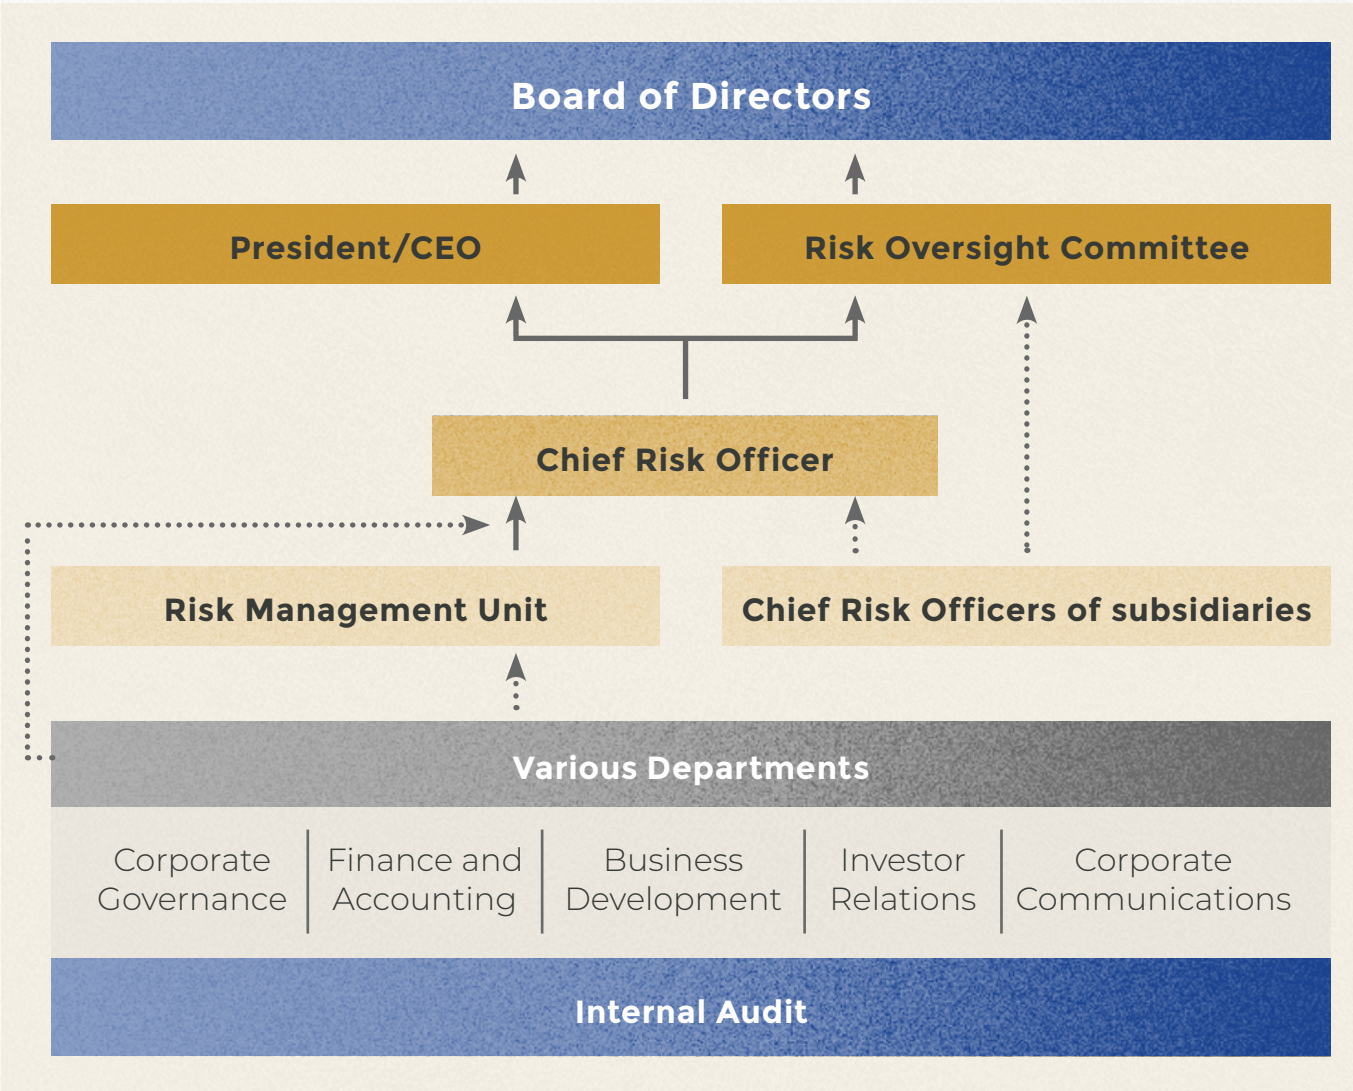 Board of Directors
President/CEO
Risk Oversight Committee
Chief Risk Officer
Risk Management Unit
Chief Risk Officers of subsidiaries
Various Departments
Corporate
Governance
Finance and
Accounting
Business
Development
Investor
Relations
Corporate
Communications
Internal Audit